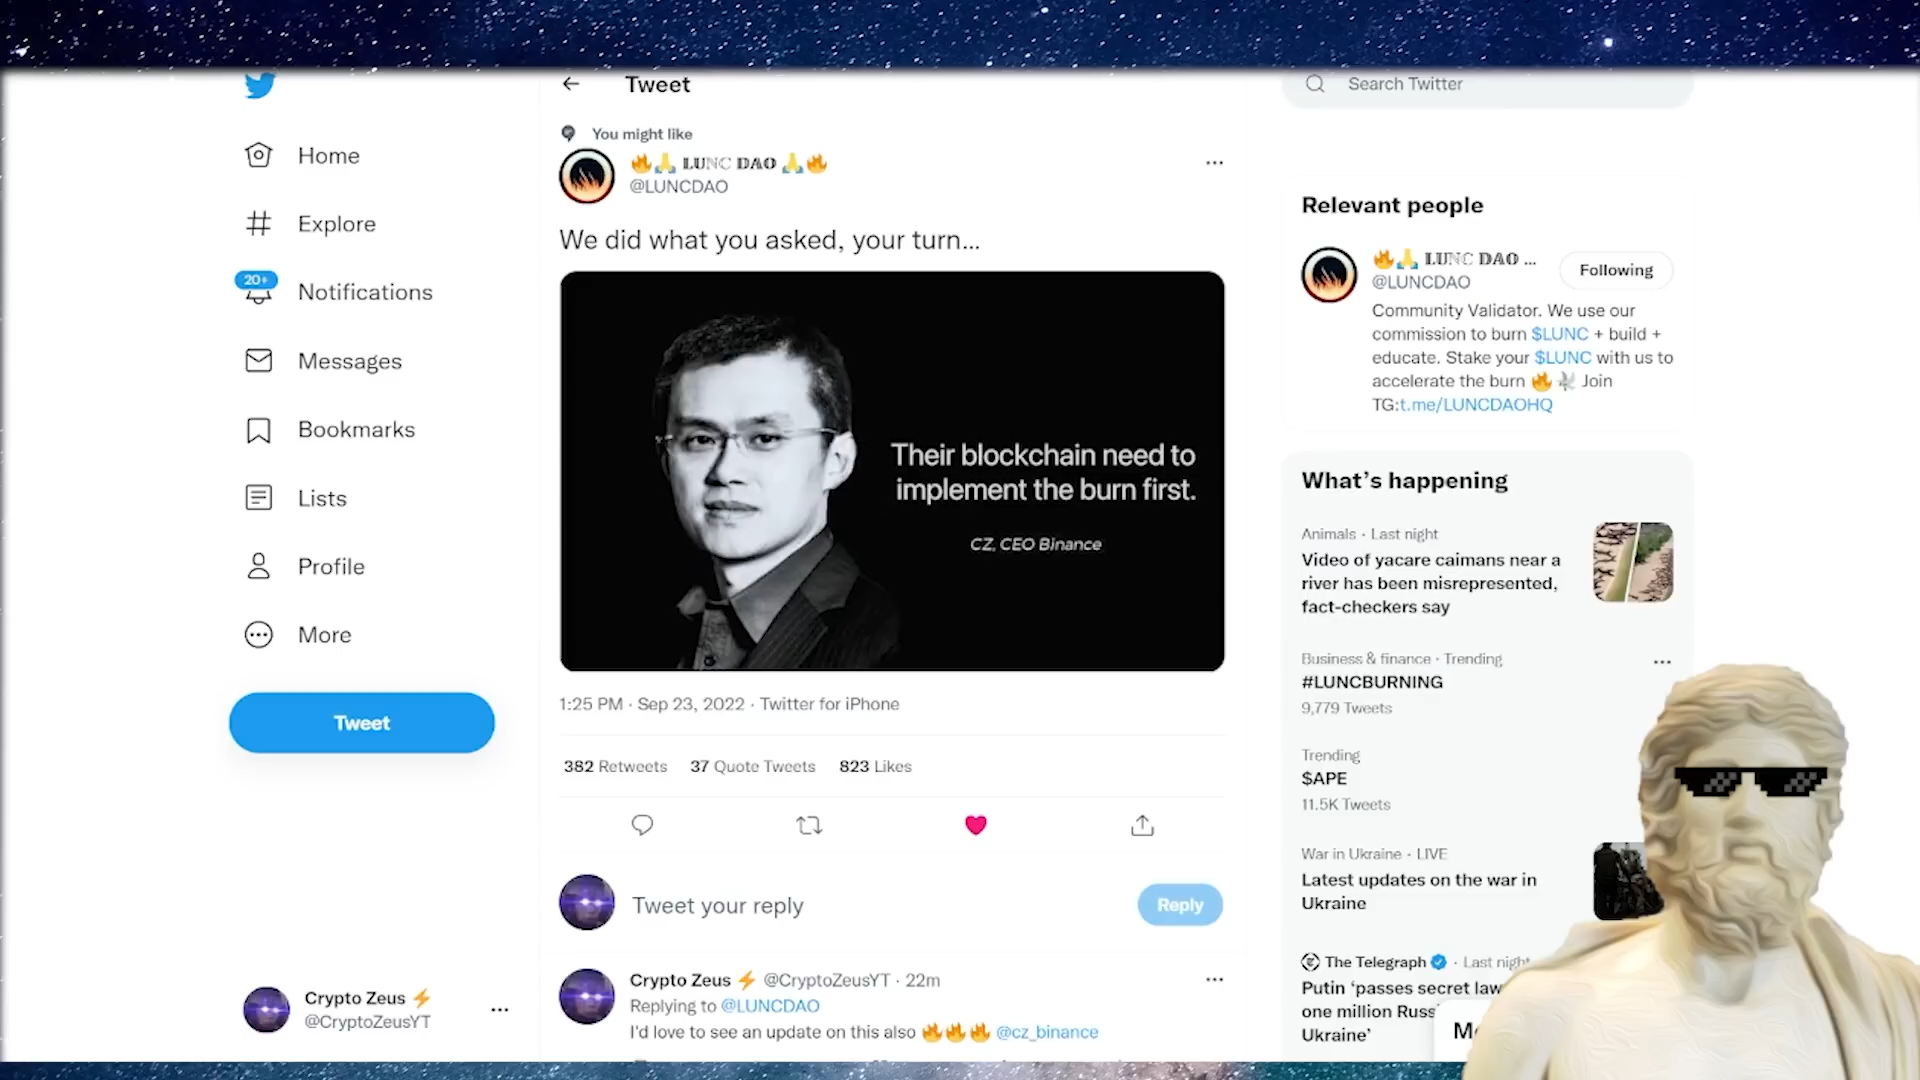 Home
Explore
20+
Notifications
Messages
Bookmarks
Lists
Profile
More
Tweet
Crypto Zeus ⚡
@CryptoZeusYT
Tweet
You might like
🔥🙏 LUNC DAO 🙏🔥
@LUNCDAO
We did what you asked, your turn...
Their blockchain need to
implement the burn first.
CZ, CEO Binance
1:25 PM · Sep 23, 2022 · Twitter for iPhone
382 Retweets 37 Quote Tweets 823 Likes
Tweet your reply
Reply
Crypto Zeus ⚡ @CryptoZeusYT · 22m
Replying to @LUNCDAO
I'd love to see an update on this also 🔥🔥🔥 @cz_binance
Search Twitter
Relevant people
🔥🙏 LUNC DAO ...
@LUNCDAO
Following
Community Validator. We use our
commission to burn $LUNC + build +
educate. Stake your $LUNC with us to
accelerate the burn 🔥🕊 Join
TG:t.me/LUNCDAOHQ
What's happening
Animals · Last night
Video of yacare caimans near a
river has been misrepresented,
fact-checkers say
Business & finance · Trending
#LUNCBURNING
9,779 Tweets
Trending
$APE
11.5K Tweets
War in Ukraine · LIVE
Latest updates on the war in
Ukraine
The Telegraph · Last night
Putin 'passes secret law
one million Russ
Ukraine'